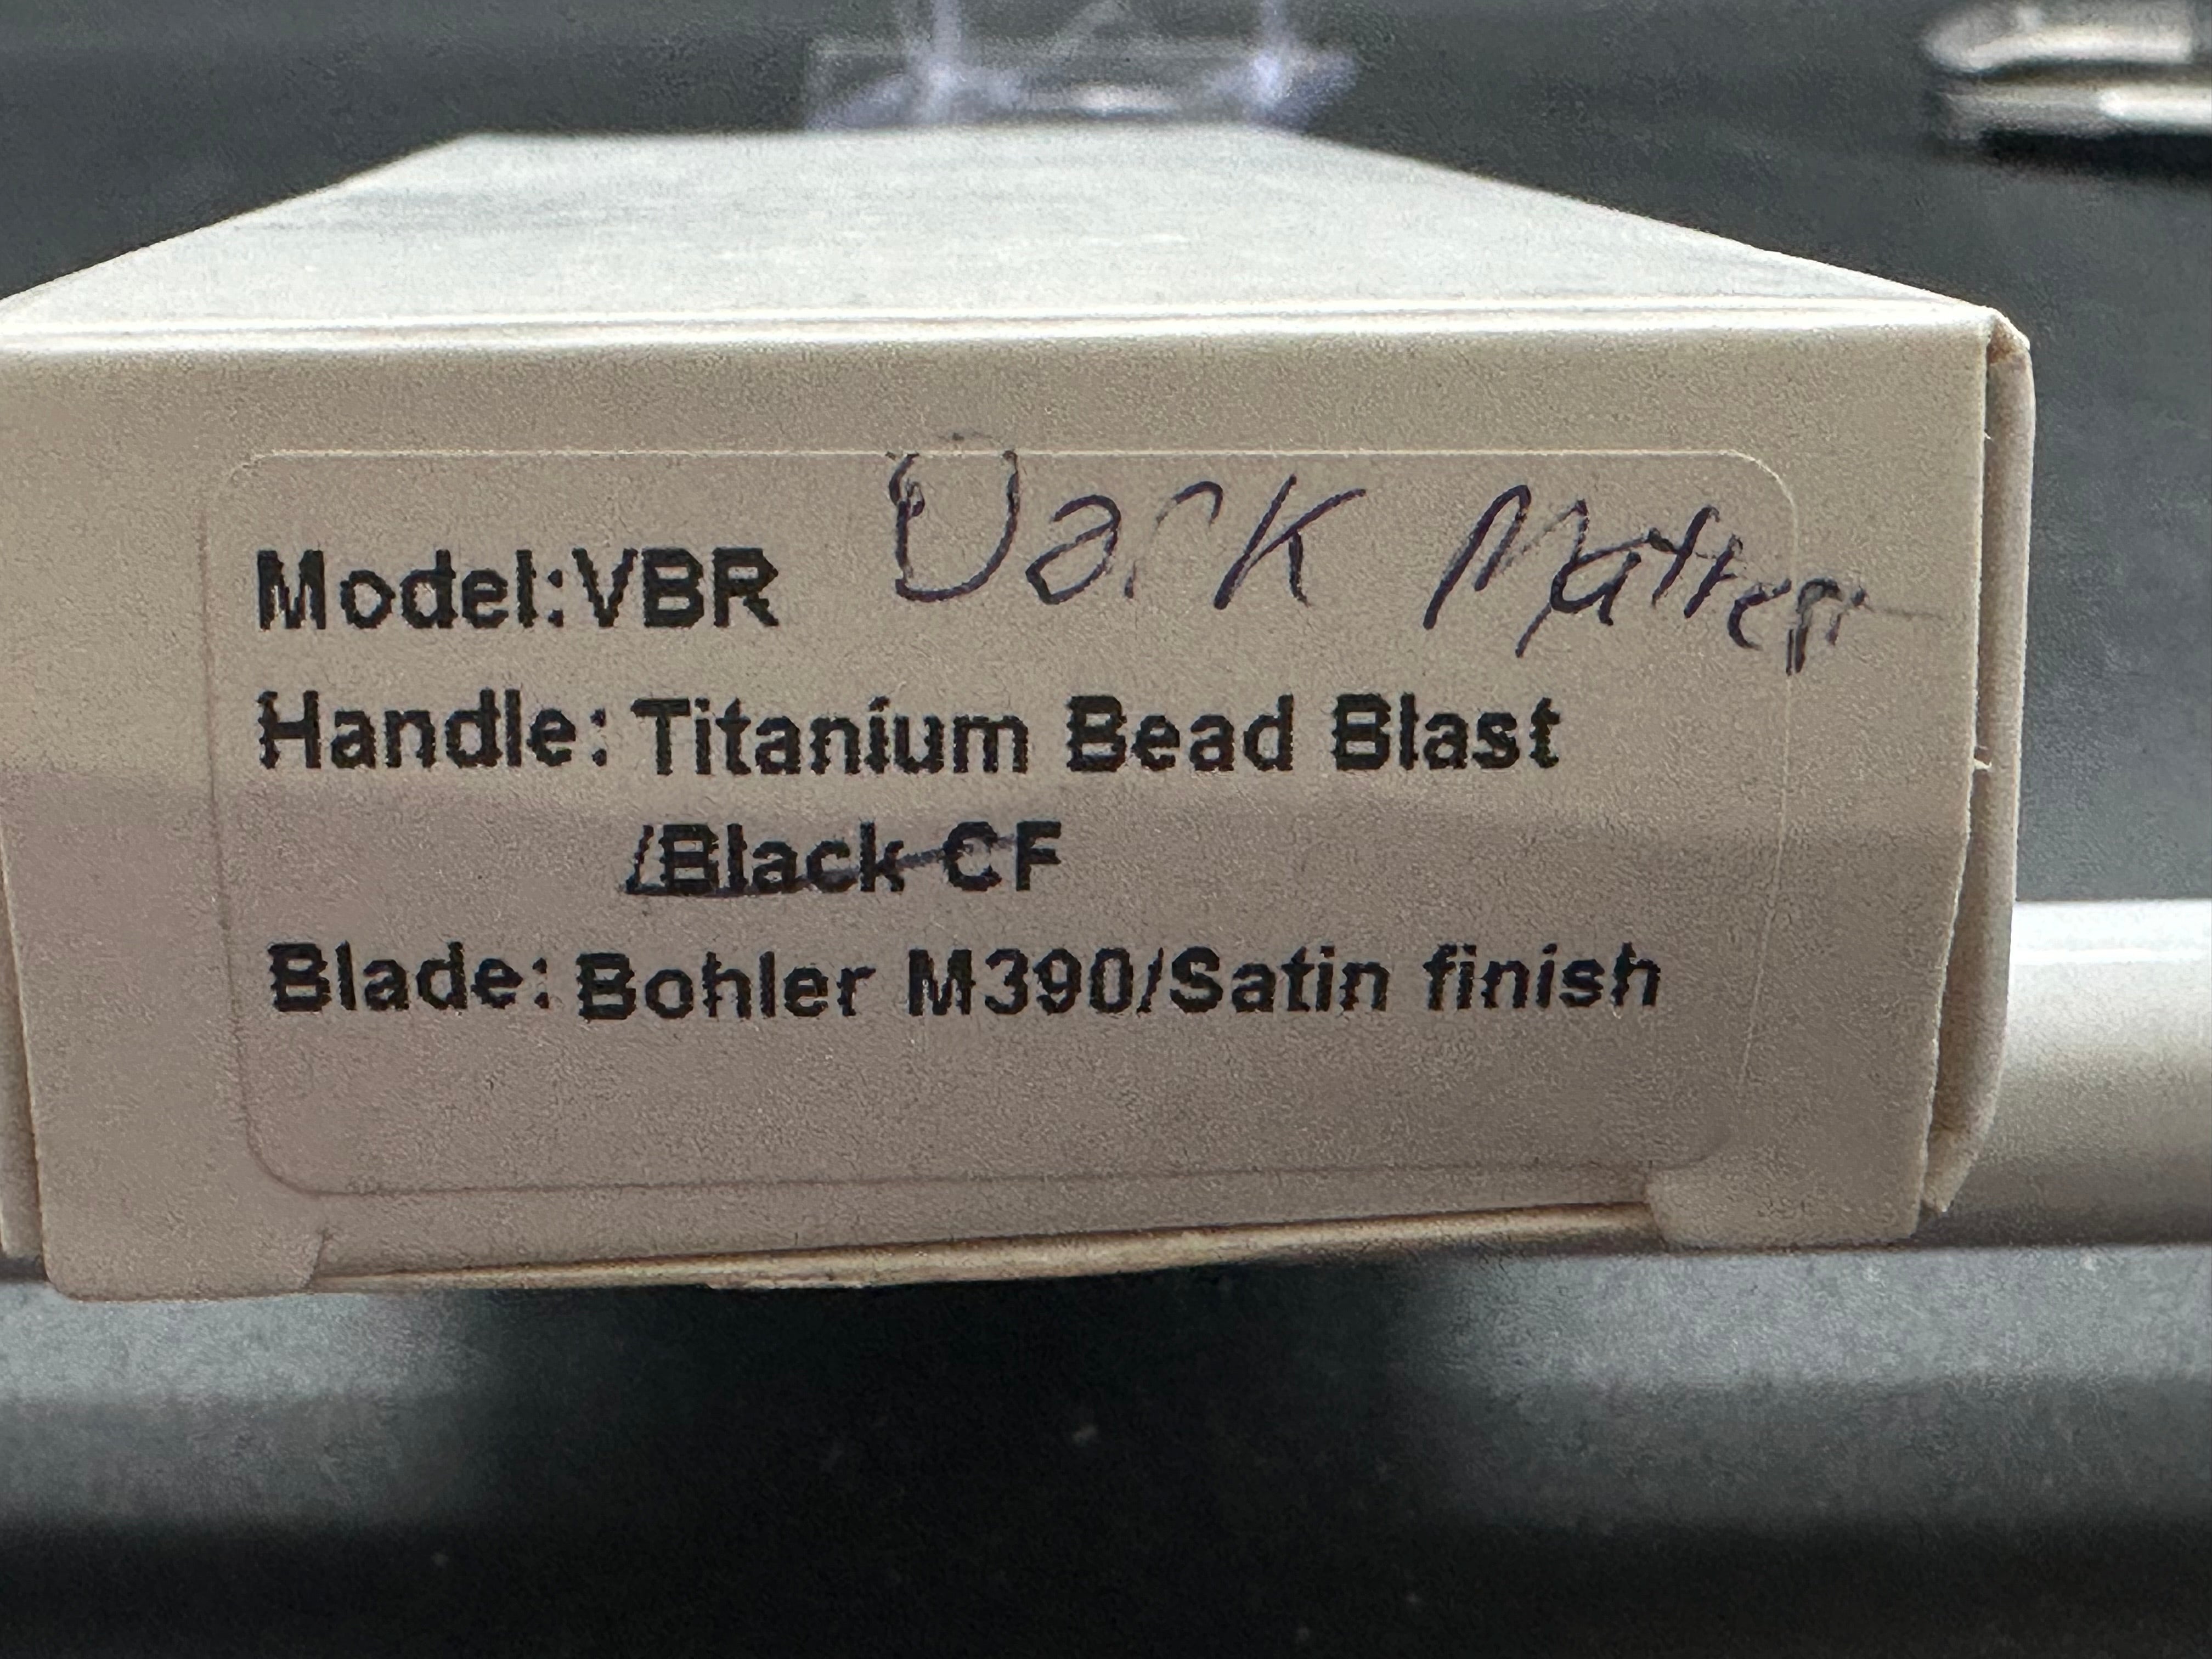 Model:VBR Dark Matter
Handle: Titanium Bead Blast
/Black CF
Blade: Bohler M390/Satin finish